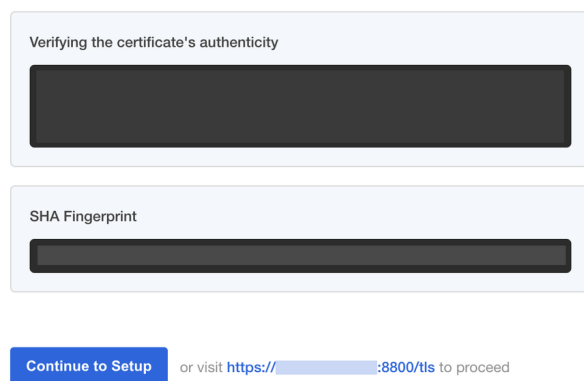 Verifying the certificate's authenticity
SHA Fingerprint
Continue to Setup or visit https:// :8800/tls to proceed